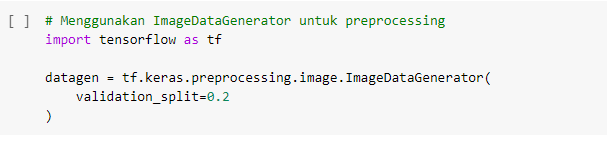 [ ] # Menggunakan ImageDataGenerator untuk preprocessing
import tensorflow as tf
datagen = tf.keras.preprocessing.image.ImageDataGenerator(
    validation_split=0.2
)